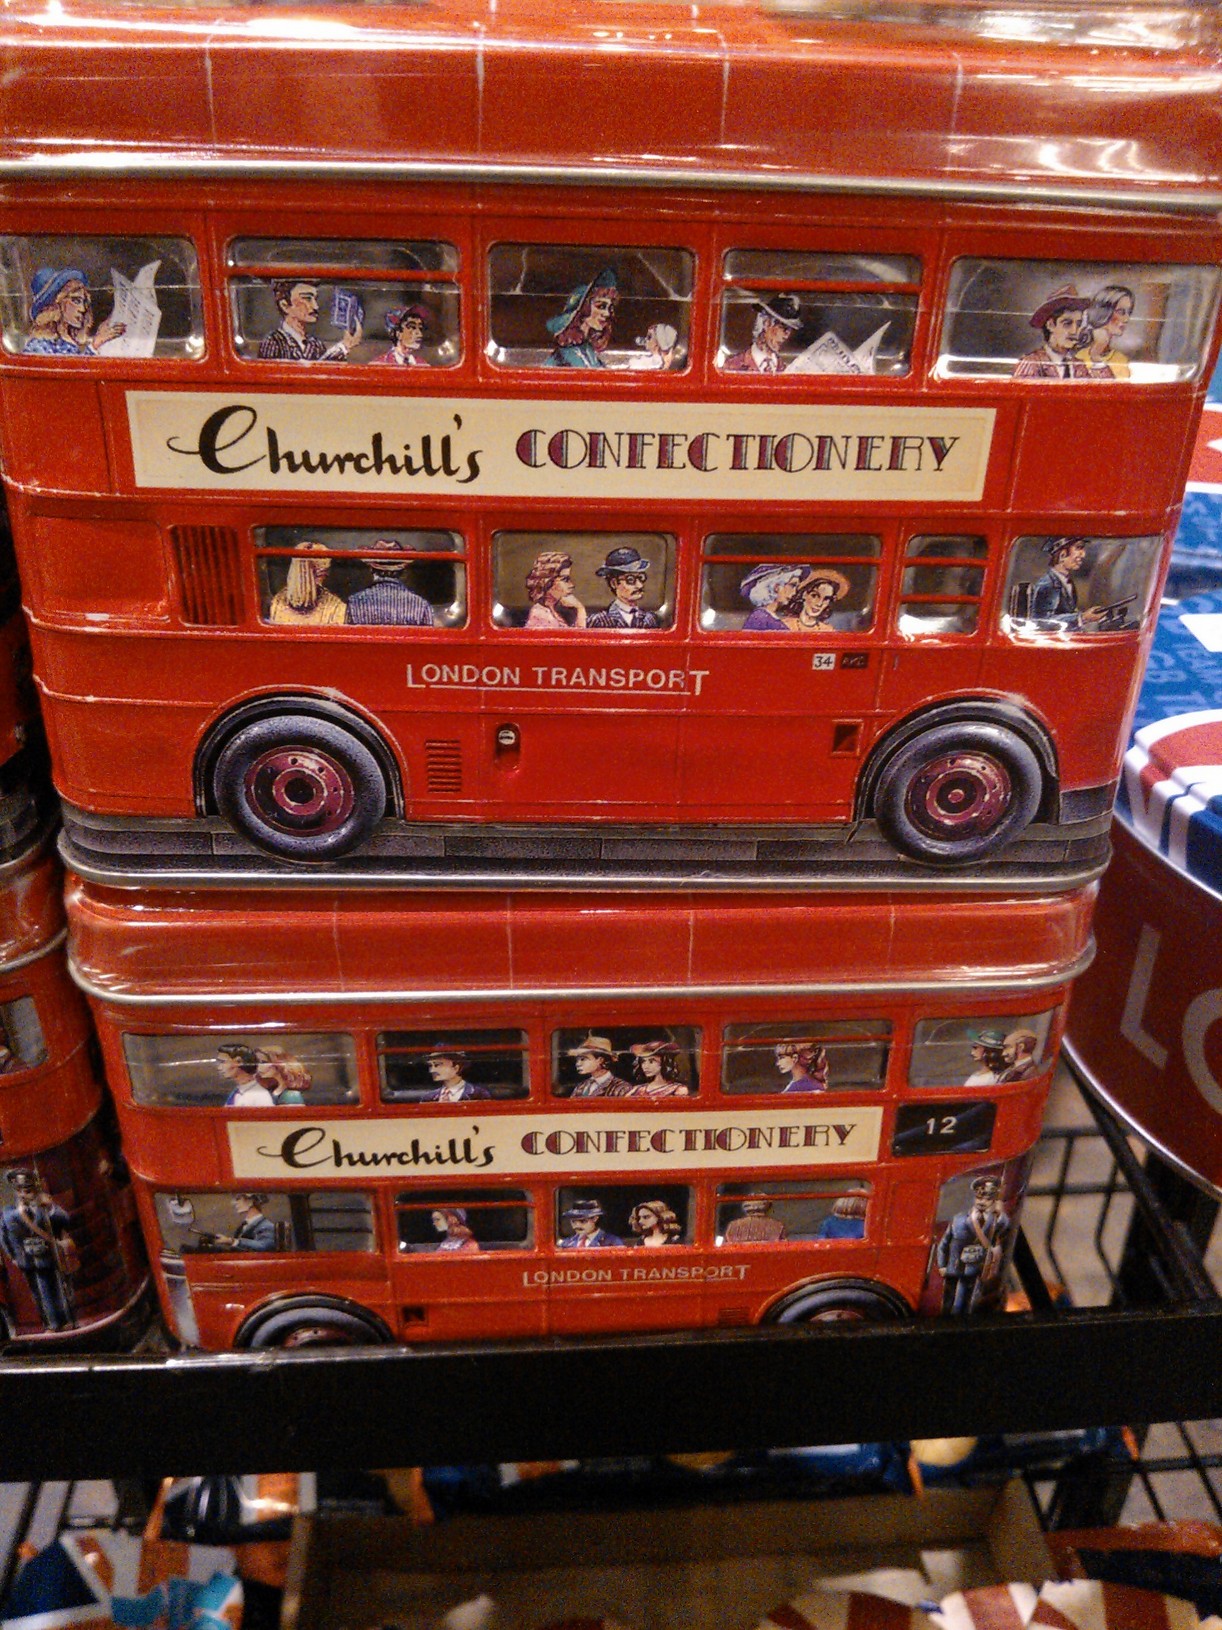 Churchill's CONFECTIONERY
34
LONDON TRANSPORT
Churchill's CONFECTIONERY
12
LONDON TRANSPORT